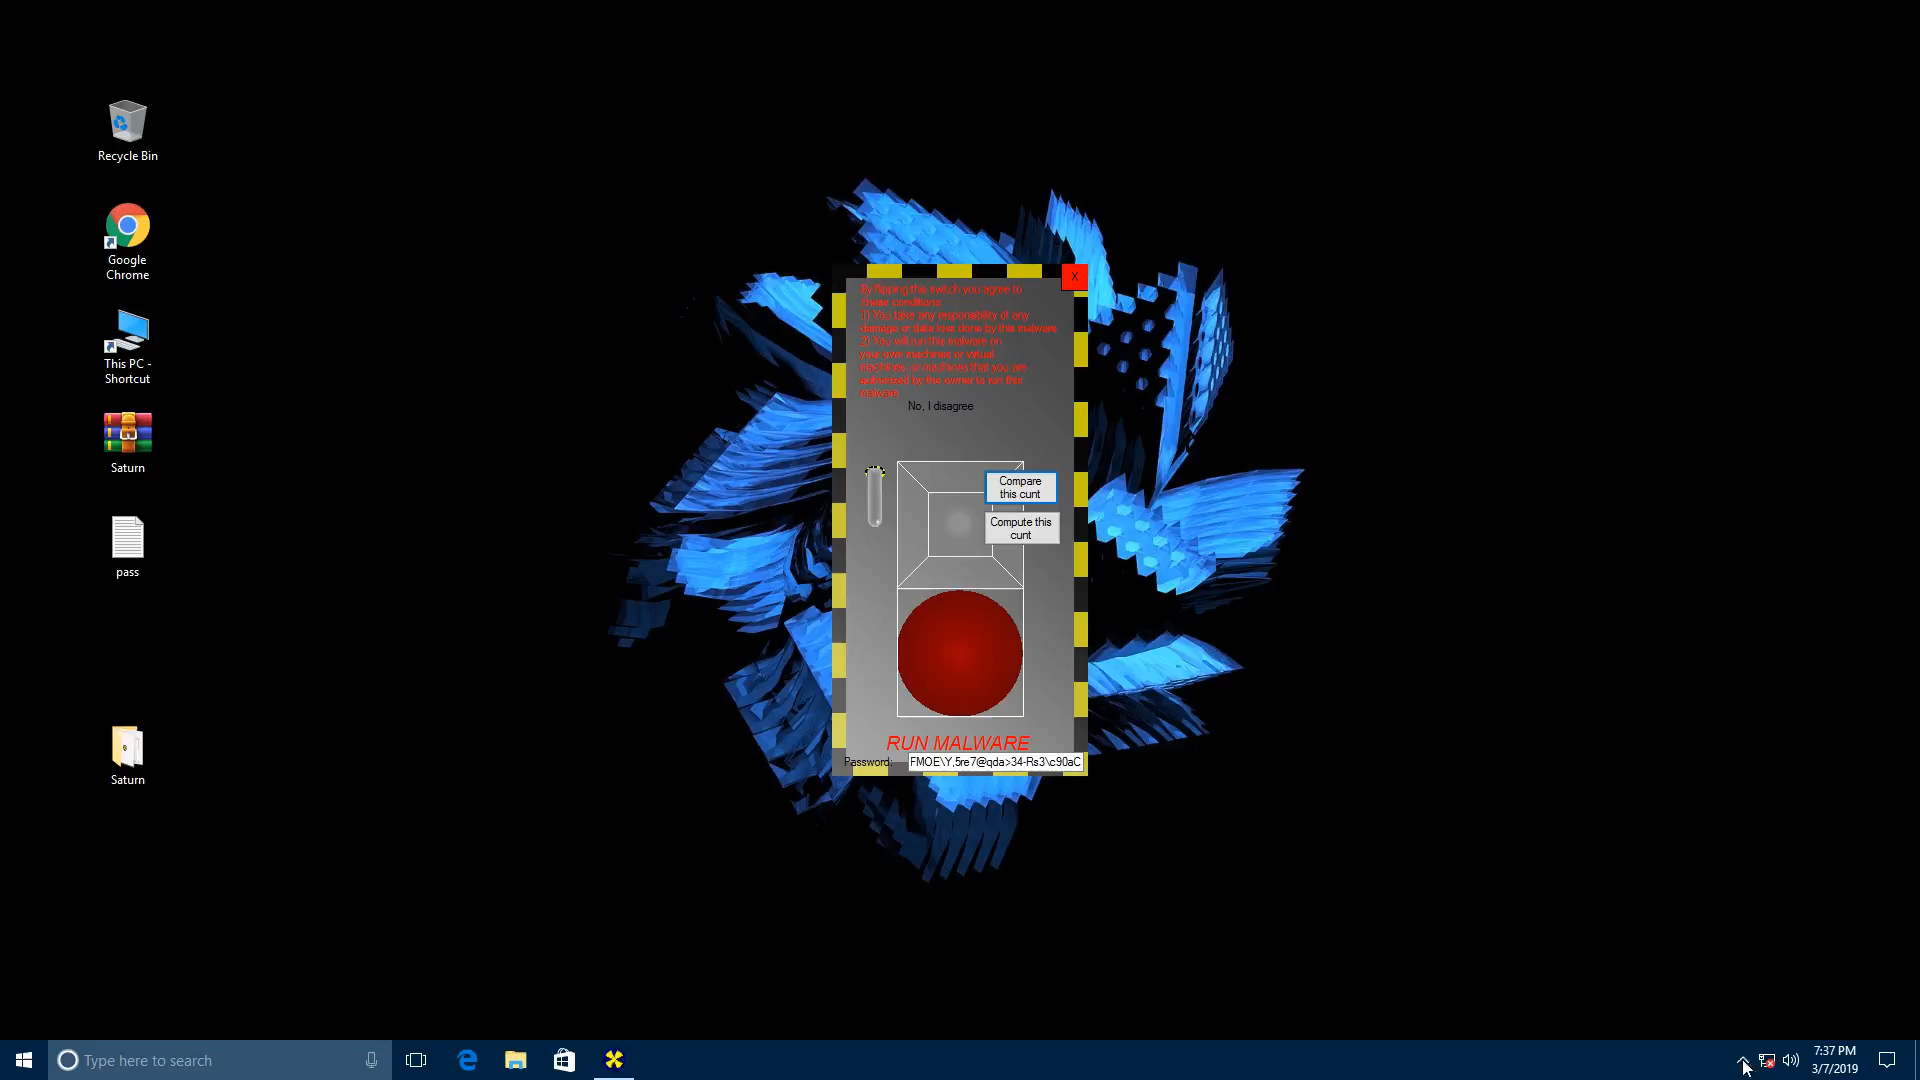 Recycle Bin
Google
Chrome
This PC -
Shortcut
Saturn
pass
Saturn
X
By flipping this switch you agree to
these conditions
1) You take any responsibility of any
damage or data loss done by this malware
2) You will run this malware on
your own machines or virtual
machines, or machines that you are
authorized by the owner to run this
malware
No, I disagree
Compare
this cunt
Compute this
cunt
RUN MALWARE
Password: FMOE\Y,5re7@qda>34-Rs3\c90aC
Type here to search
7:37 PM
3/7/2019